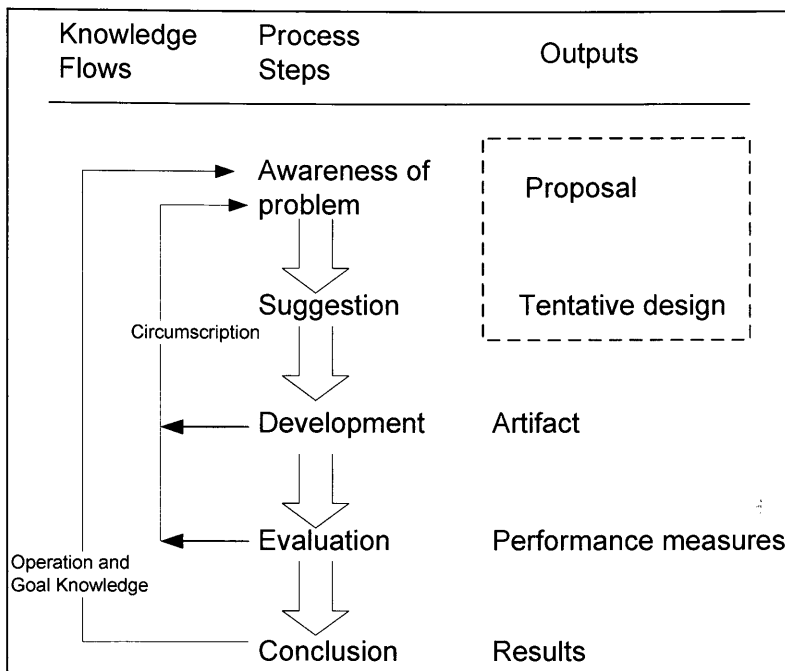 Knowledge
Flows
Process
Steps
Outputs
Awareness of
problem
Proposal
Suggestion
Tentative design
Circumscription
Development
Artifact
Evaluation
Performance measures
Operation and
Goal Knowledge
Conclusion
Results